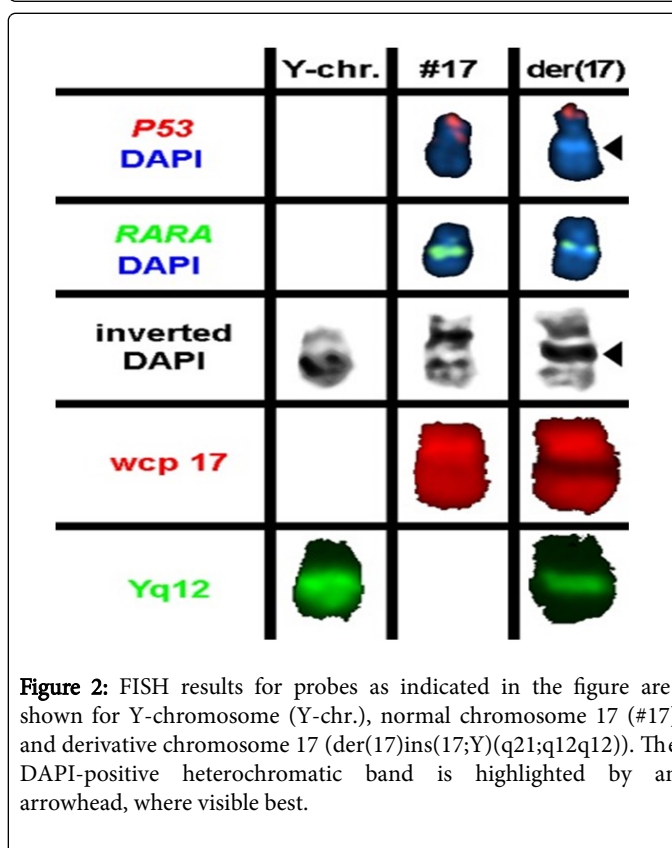 Y-chr. #17 der(17)
P53
DAPI
RARA
DAPI
inverted
DAPI
wcp 17
Yq12
Figure 2: FISH results for probes as indicated in the figure are
shown for Y-chromosome (Y-chr.), normal chromosome 17 (#17)
and derivative chromosome 17 (der(17)ins(17;Y)(q21;q12q12)). The
DAPI-positive heterochromatic band is highlighted by an
arrowhead, where visible best.